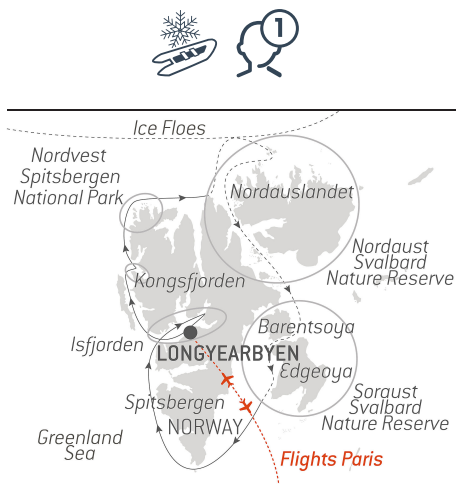 1
Ice Floes
Nordvest
Spitsbergen
National Park
Nordauslandet
Nordaust
Svalbard
Nature Reserve
Kongsfjorden
Isfjorden
LONGYEARBYEN
Barentsoya
Edgeoya
Spitsbergen
NORWAY
Soraust
Svalbard
Nature Reserve
Greenland
Sea
Flights Paris